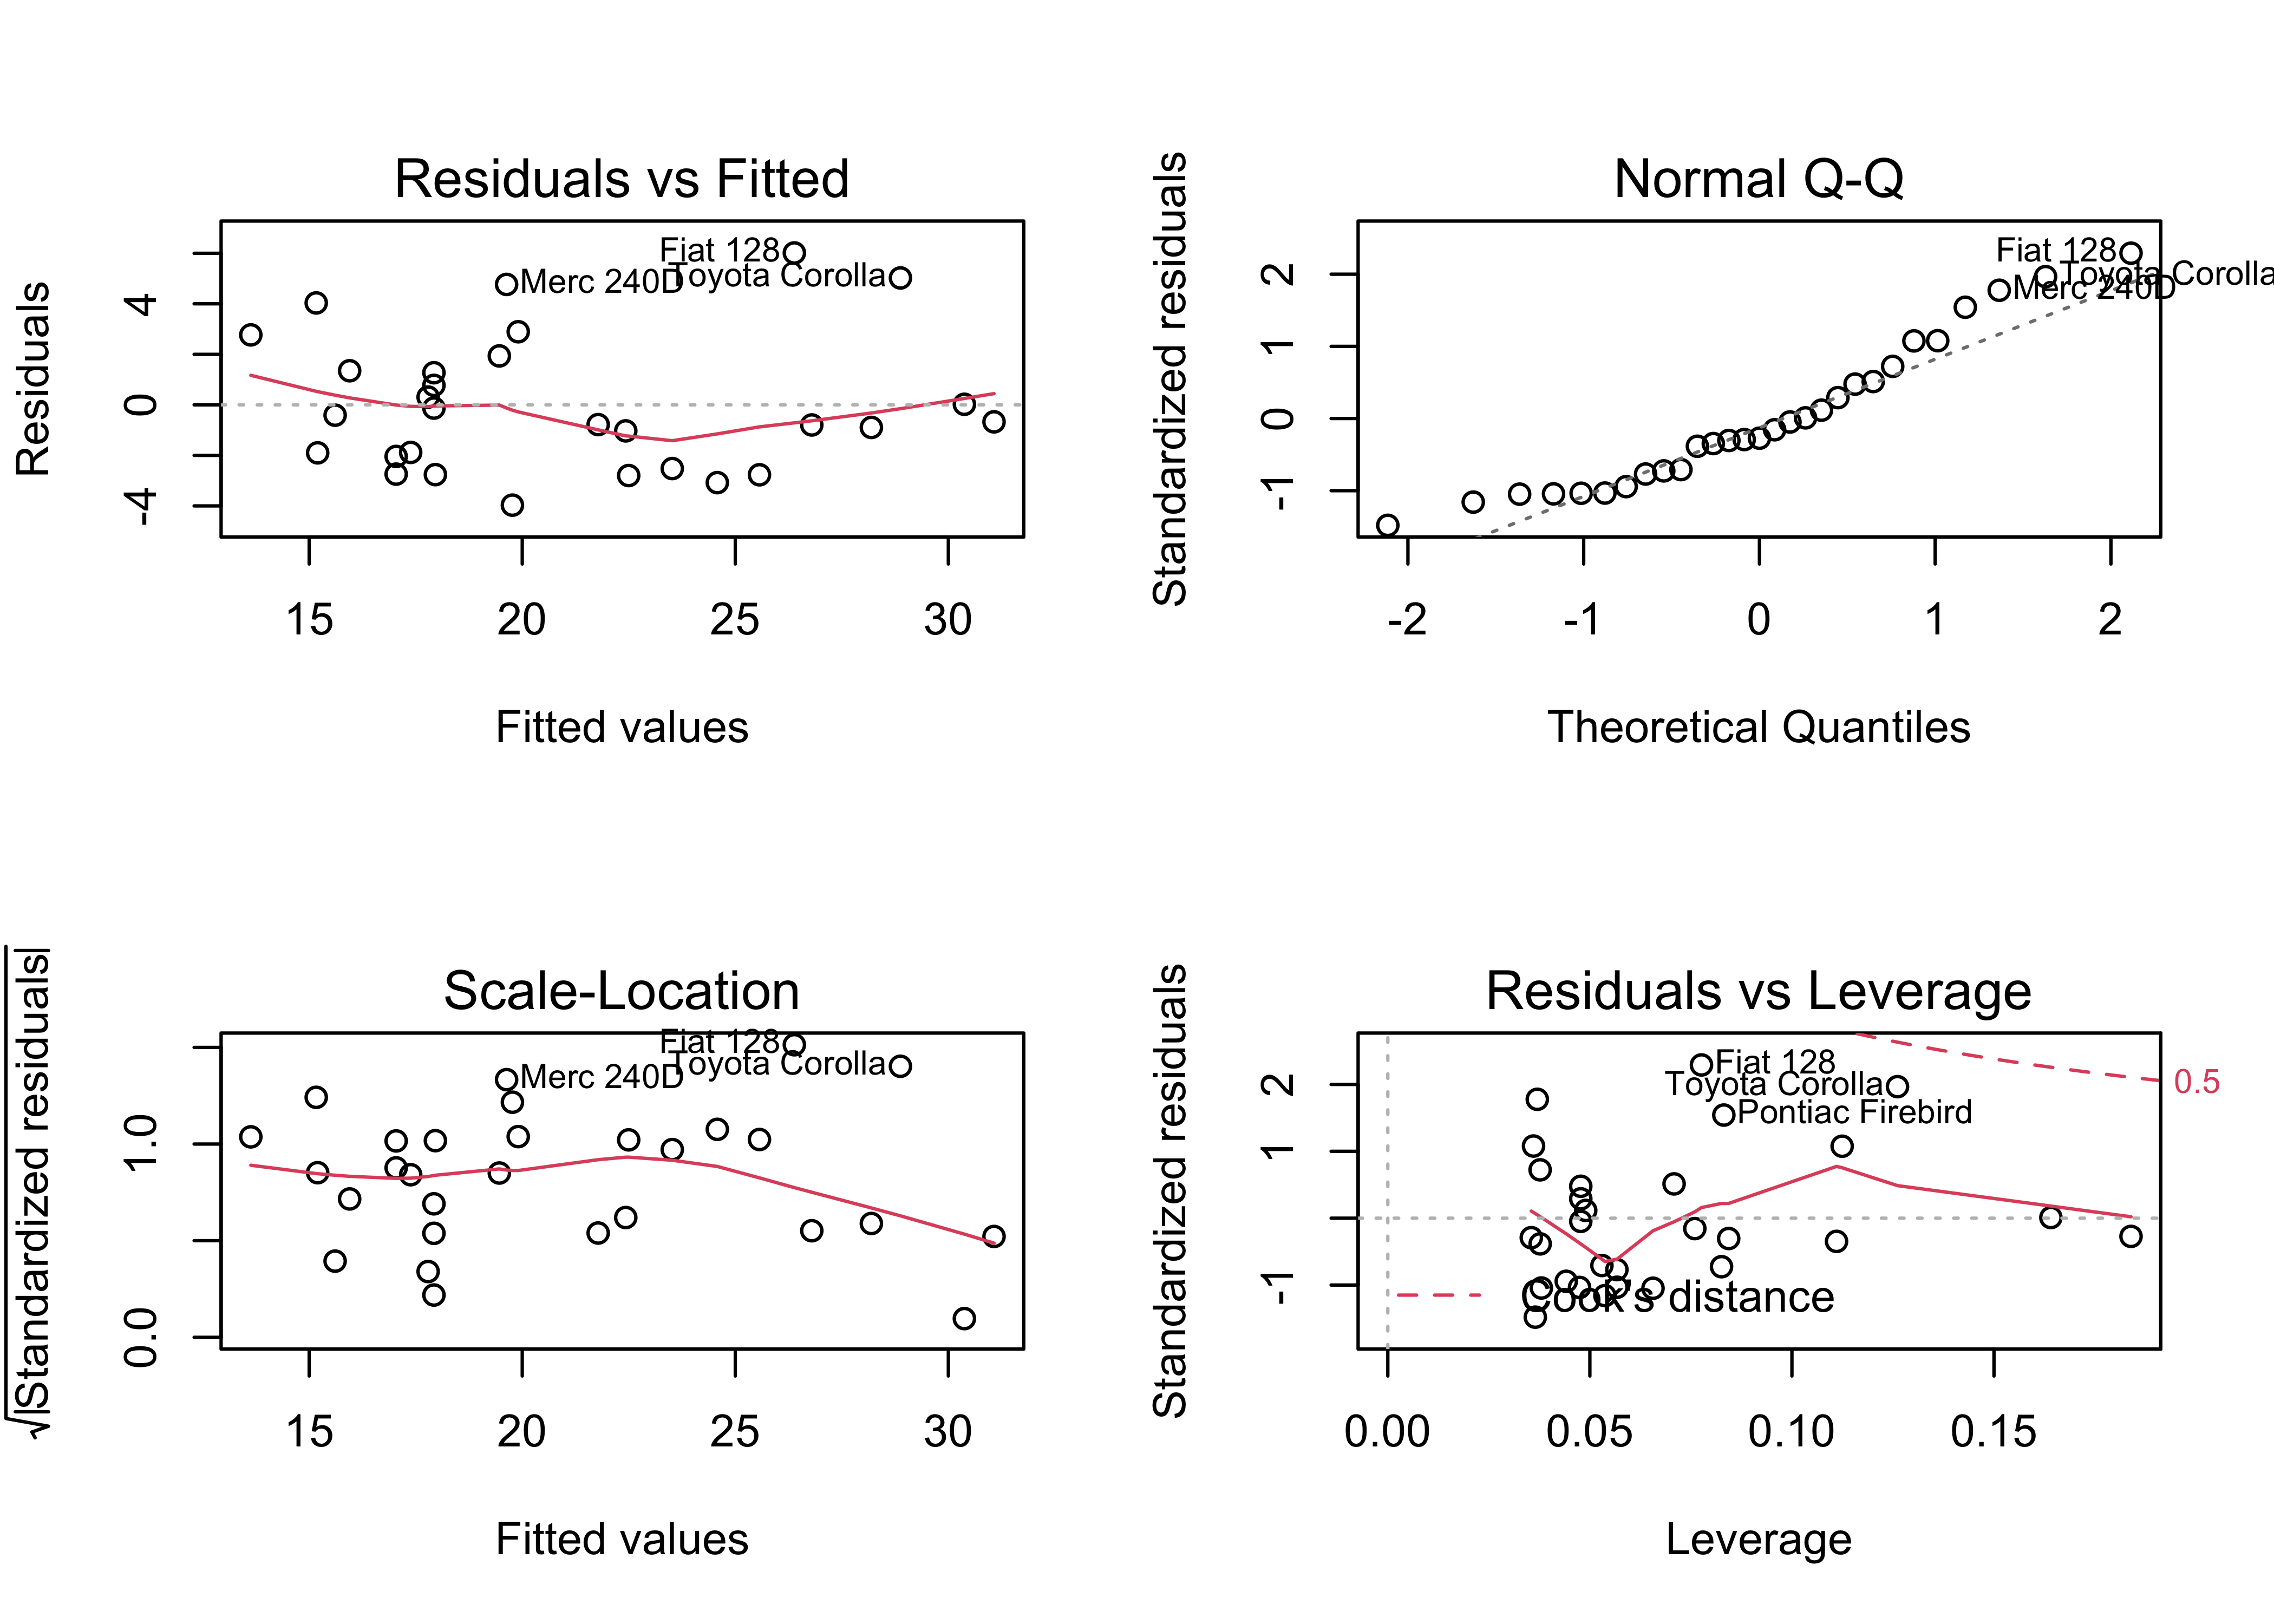 Residuals vs Fitted
Residuals
4
0
-4
Fiat 128
Merc 240D
Toyota Corolla
15 20 25 30
Fitted values
Normal Q-Q
Standardized residuals
2
1
0
-1
Fiat 128
Toyota Corolla
Merc 240D
-2 -1 0 1 2
Theoretical Quantiles
Scale-Location
√|Standardized residuals|
1.0
0.0
Fiat 128
Toyota Corolla
Merc 240D
15 20 25 30
Fitted values
Residuals vs Leverage
Standardized residuals
2
1
-1
Fiat 128
Toyota Corolla
Pontiac Firebird
0.5
Cook's distance
0.00 0.05 0.10 0.15
Leverage